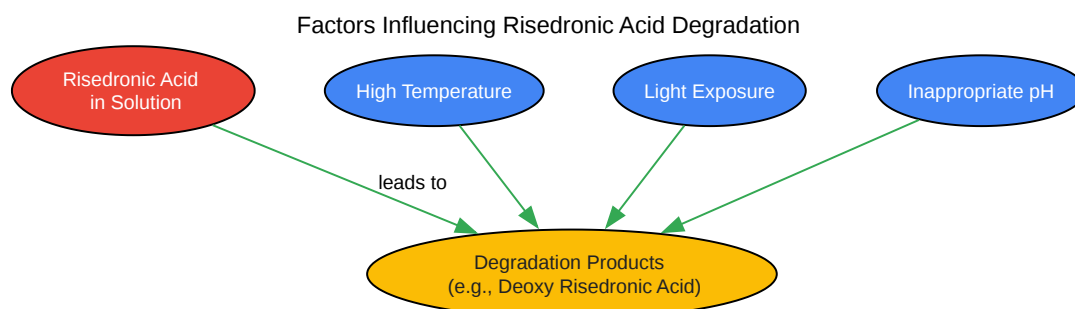 Factors Influencing Risedronic Acid Degradation
Risedronic Acid
in Solution
High Temperature
Light Exposure
Inappropriate pH
leads to
Degradation Products
(e.g., Deoxy Risedronic Acid)